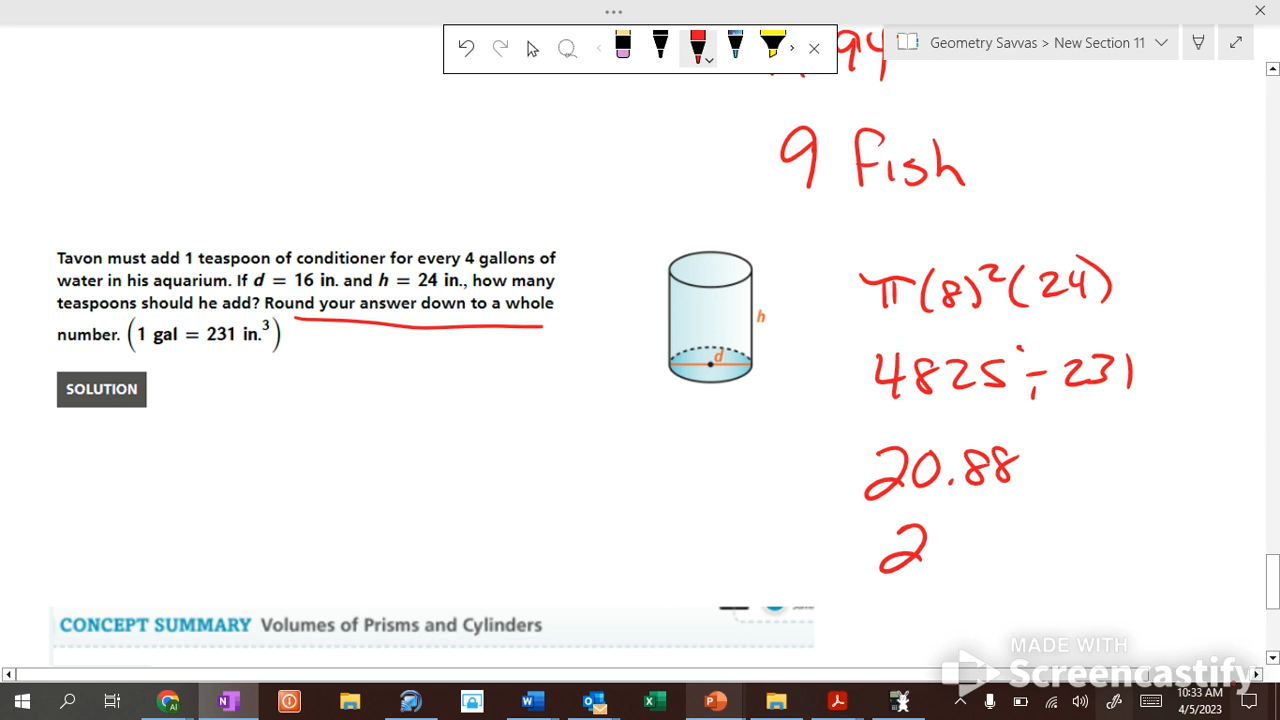 Geometry Savvas > New Section 11
94
9 Fish
Tavon must add 1 teaspoon of conditioner for every 4 gallons of
water in his aquarium. If d = 16 in. and h = 24 in., how many
teaspoons should he add? Round your answer down to a whole
number. (1 gal = 231 in.³)
SOLUTION
h
d
π(8)²(24)
4825 ÷ 231
20.88
2
CONCEPT SUMMARY Volumes of Prisms and Cylinders
MADE WITH
Screencastify
10:33 AM
4/5/2023